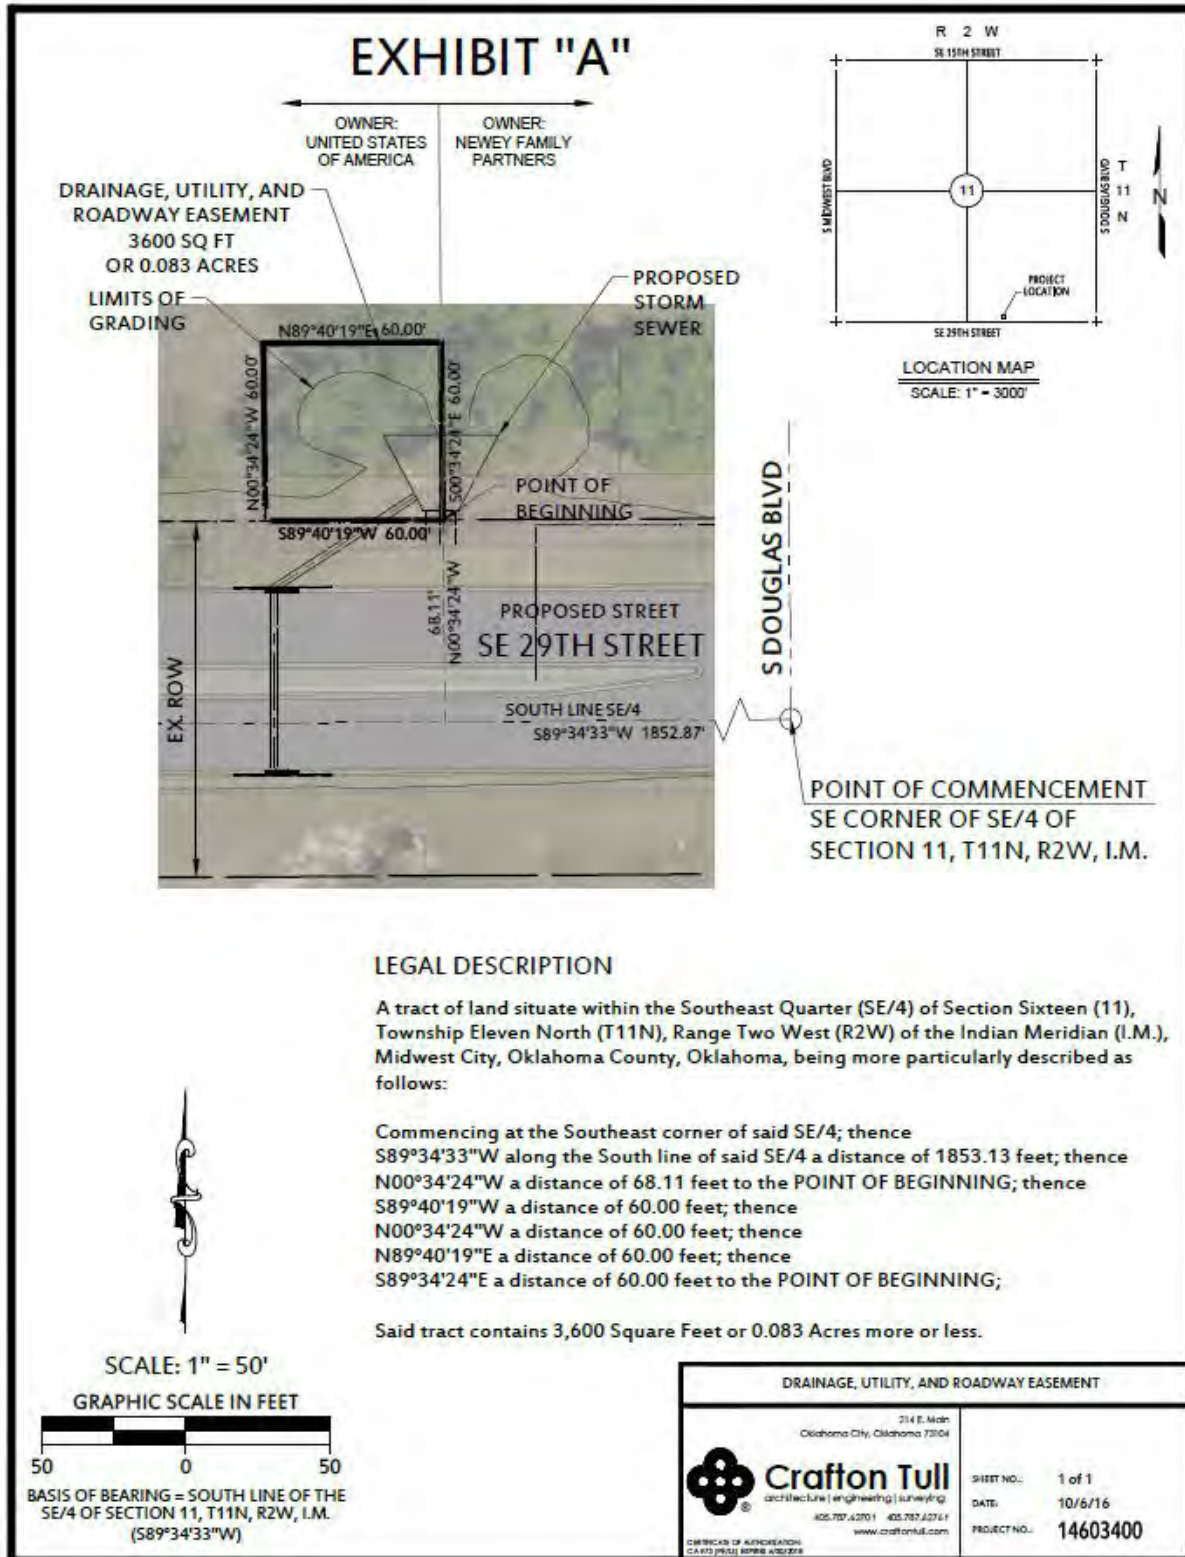 EXHIBIT "A"
OWNER:
UNITED STATES
OF AMERICA
OWNER:
NEWEY FAMILY
PARTNERS
DRAINAGE, UTILITY, AND
ROADWAY EASEMENT
3600 SQ FT
OR 0.083 ACRES
LIMITS OF
GRADING
PROPOSED
STORM
SEWER
N89°40'19"E 60.00'
N00°34'24"W 60.00'
S00°34'24"E 60.00'
S89°40'19"W 60.00'
POINT OF
BEGINNING
68.11'
N00°34'24"W
PROPOSED STREET
SE 29TH STREET
EX. ROW
SOUTH LINE SE/4
S89°34'33"W 1852.87'
S DOUGLAS BLVD
POINT OF COMMENCEMENT
SE CORNER OF SE/4 OF
SECTION 11, T11N, R2W, I.M.
R 2 W
SE 15TH STREET
S MIDWEST BLVD
11
S DOUGLAS BLVD
T
11
N
N
PROJECT
LOCATION
SE 29TH STREET
LOCATION MAP
SCALE: 1" = 3000'
LEGAL DESCRIPTION
A tract of land situate within the Southeast Quarter (SE/4) of Section Sixteen (11),
Township Eleven North (T11N), Range Two West (R2W) of the Indian Meridian (I.M.),
Midwest City, Oklahoma County, Oklahoma, being more particularly described as
follows:
Commencing at the Southeast corner of said SE/4; thence
S89°34'33"W along the South line of said SE/4 a distance of 1853.13 feet; thence
N00°34'24"W a distance of 68.11 feet to the POINT OF BEGINNING; thence
S89°40'19"W a distance of 60.00 feet; thence
N00°34'24"W a distance of 60.00 feet; thence
N89°40'19"E a distance of 60.00 feet; thence
S89°34'24"E a distance of 60.00 feet to the POINT OF BEGINNING;
Said tract contains 3,600 Square Feet or 0.083 Acres more or less.
SCALE: 1" = 50'
GRAPHIC SCALE IN FEET
50 0 50
BASIS OF BEARING = SOUTH LINE OF THE
SE/4 OF SECTION 11, T11N, R2W, I.M.
(S89°34'33"W)
DRAINAGE, UTILITY, AND ROADWAY EASEMENT
214 E. Main
Oklahoma City, Oklahoma 73104
Crafton Tull
architecture | engineering | surveying
www.craftontull.com
CERTIFICATE OF AUTHORIZATION:
SHEET NO.: 1 of 1
DATE: 10/6/16
PROJECT NO.: 14603400